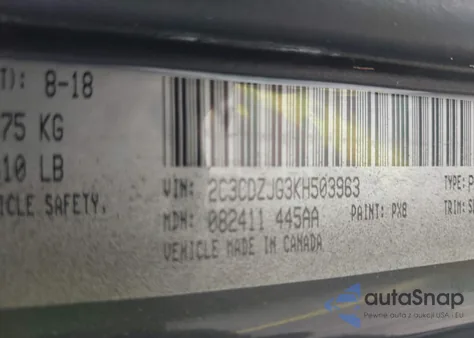 T): 8-18
75 KG
10 LB
ICLE SAFETY.
VIN: 2C3CDZJG3KH503963
TYPE: P
MDH: 082411 445AA
PAINT: PX8
TRIM: S
VEHICLE MADE IN CANADA
autaSnap
Pewne auta z aukcji USA i EU